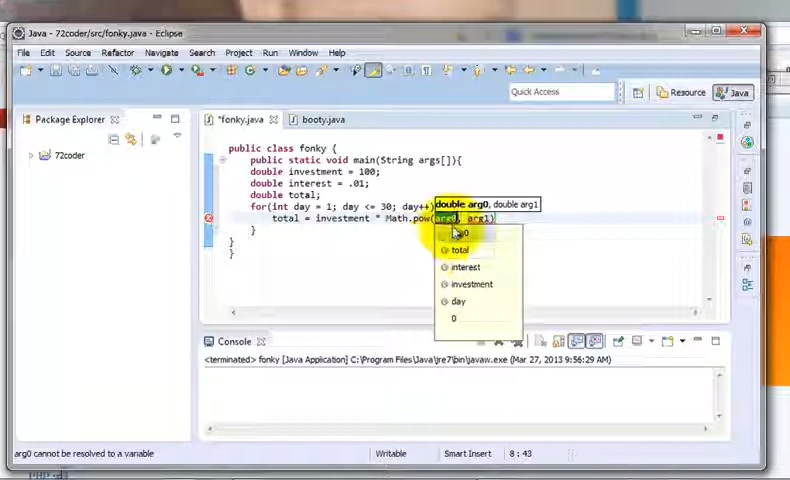 Java - 72coder/src/fonky.java - Eclipse
File Edit Source Refactor Navigate Search Project Run Window Help
Quick Access
Resource Java
Package Explorer
*fonky.java booty.java
72coder
public class fonky {
public static void main(String args[]){
double investment = 100;
double interest = .01;
double total;
for(int day = 1; day <= 30; day++)
double arg0, double arg1
total = investment * Math.pow(arg0, arg1)
}
}
}
total
interest
investment
day
0
Console
<terminated> fonky [Java Application] C:\Program Files\Java\jre7\bin\javaw.exe (Mar 27, 2013 9:56:29 AM)
arg0 cannot be resolved to a variable Writable Smart Insert 8 : 43